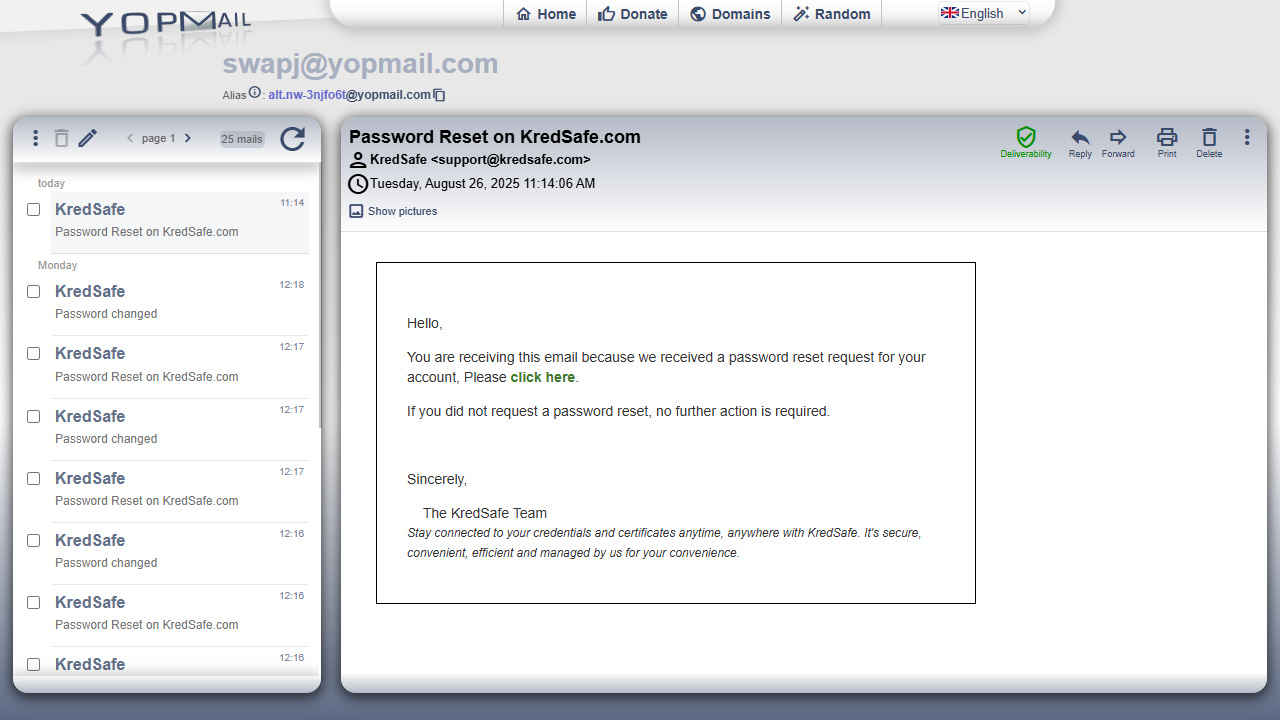 YOPMAIL
Home
Donate
Domains
Random
English
swapj@yopmail.com
Alias : alt.nw-3njfo6t@yopmail.com
page 1
25 mails
today
KredSafe
11:14
Password Reset on KredSafe.com
Monday
KredSafe
12:18
Password changed
KredSafe
12:17
Password Reset on KredSafe.com
KredSafe
12:17
Password changed
KredSafe
12:17
Password Reset on KredSafe.com
KredSafe
12:16
Password changed
KredSafe
12:16
Password Reset on KredSafe.com
KredSafe
12:16
Password Reset on KredSafe.com
KredSafe <support@kredsafe.com>
Tuesday, August 26, 2025 11:14:06 AM
Show pictures
Deliverability
Reply
Forward
Print
Delete
Hello,
You are receiving this email because we received a password reset request for your
account, Please click here.
If you did not request a password reset, no further action is required.
Sincerely,
The KredSafe Team
Stay connected to your credentials and certificates anytime, anywhere with KredSafe. It's secure,
convenient, efficient and managed by us for your convenience.